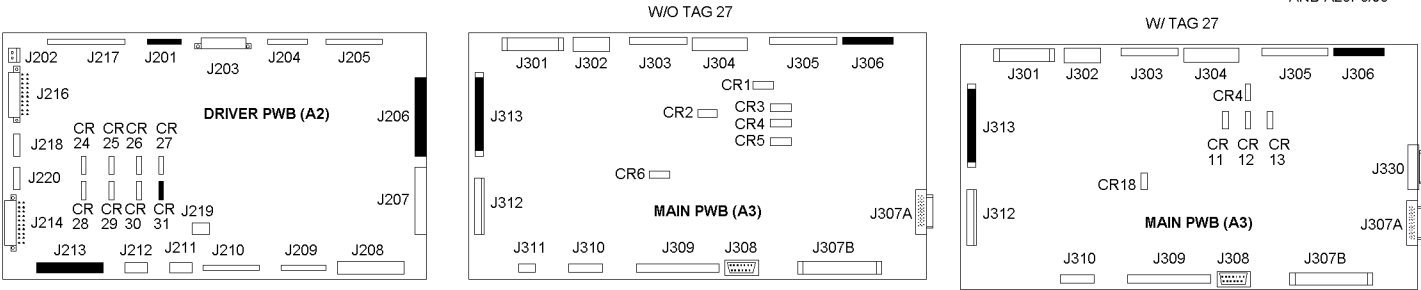 W/O TAG 27
W/ TAG 27
J202 J217 J201 J203 J204 J205
J216
DRIVER PWB (A2)
J206
J218
CR 24 CR 25 CR 26 CR 27
J220
J207
J214
CR 28 CR 29 CR 30 CR 31
J219
J213 J212 J211 J210 J209 J208
J301 J302 J303 J304 J305 J306
CR1
J313
CR2
CR3
CR4
CR5
CR6
J312
MAIN PWB (A3)
J307A
J311 J310 J309 J308 J307B
J301 J302 J303 J304 J305 J306
CR4
J313
CR 11 CR 12 CR 13
J330
CR18
J312
MAIN PWB (A3)
J307A
J310 J309 J308 J307B